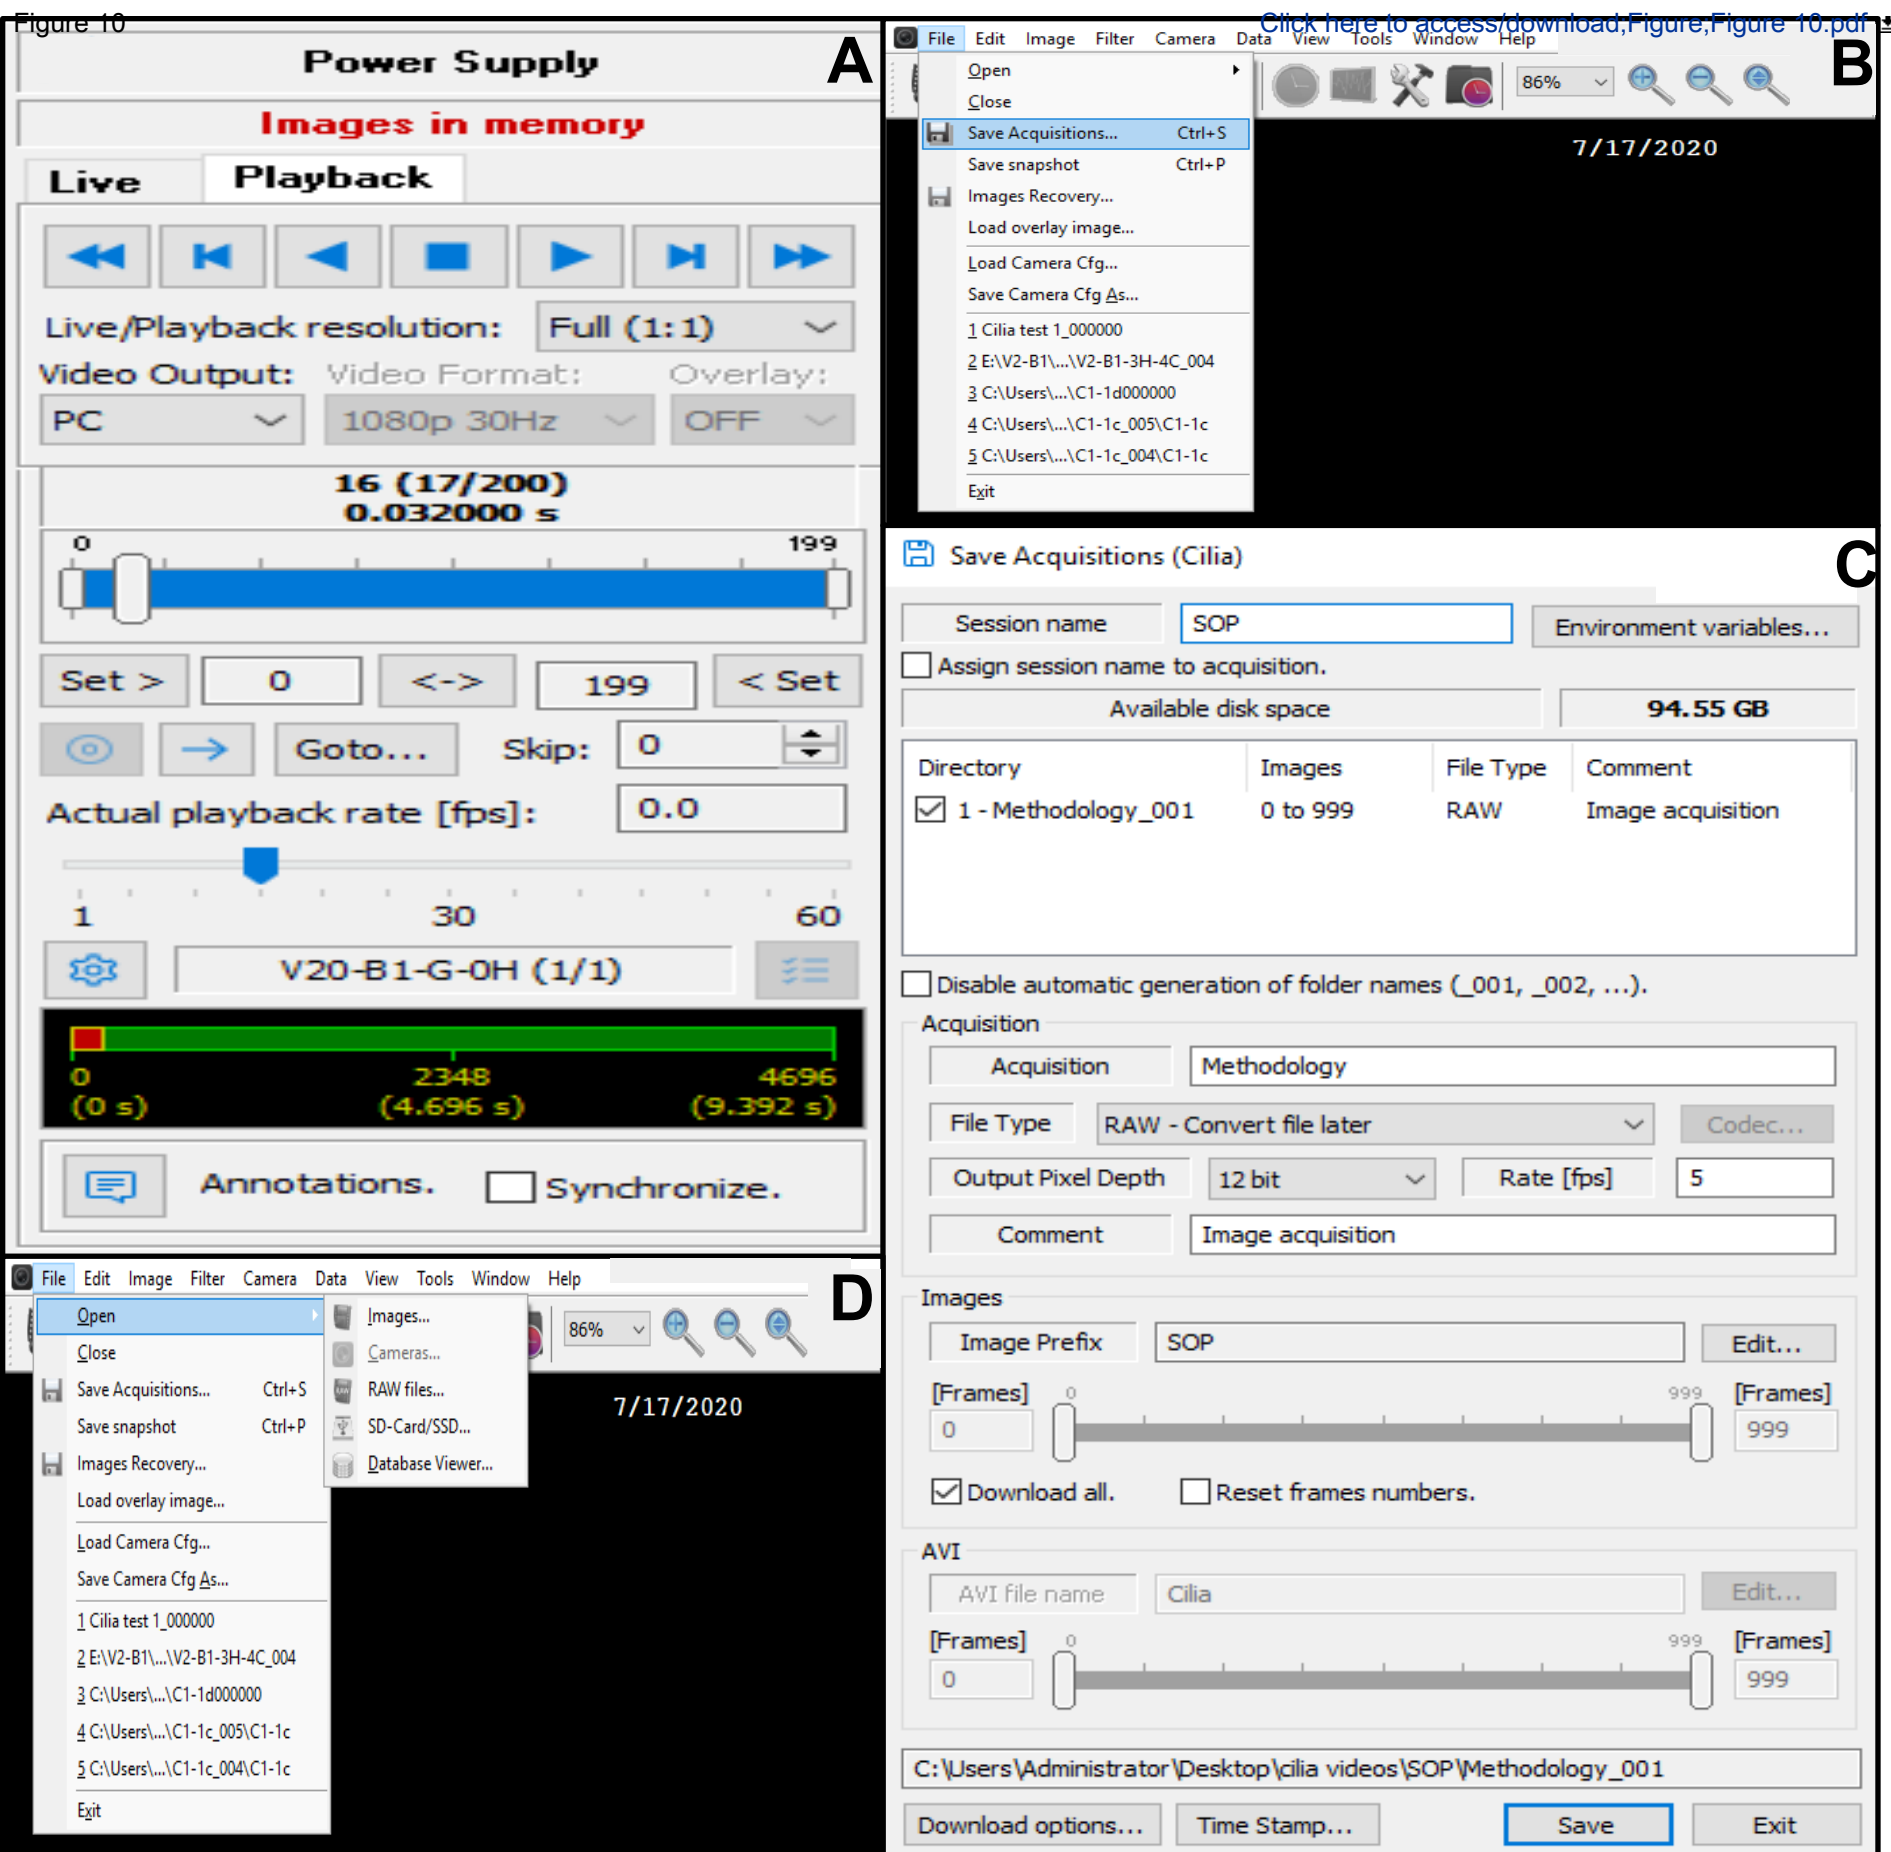 Figure 10
Click here to access/download;Figure;Figure 10.pdf
A
Power Supply
Images in memory
Live Playback
Live/Playback resolution: Full (1:1)
Video Output: Video Format: Overlay:
PC 1080p 30Hz OFF
16 (17/200)
0.032000 s
0 199
Set > 0 <-> 199 < Set
Goto... Skip: 0
Actual playback rate [fps]: 0.0
1 30 60
V20-B1-G-0H (1/1)
0 2348 4696
(0 s) (4.696 s) (9.392 s)
Annotations. Synchronize.
B
File Edit Image Filter Camera Data View Tools Window Help
86%
Open
Close
Save Acquisitions... Ctrl+S
Save snapshot Ctrl+P
Images Recovery...
Load overlay image...
Load Camera Cfg...
Save Camera Cfg As...
1 Cilia test 1_000000
2 E:\V2-B1\...\V2-B1-3H-4C_004
3 C:\Users\...\C1-1d000000
4 C:\Users\...\C1-1c_005\C1-1c
5 C:\Users\...\C1-1c_004\C1-1c
Exit
7/17/2020
C
Save Acquisitions (Cilia)
Session name SOP Environment variables...
Assign session name to acquisition.
Available disk space 94.55 GB
Directory Images File Type Comment
1 - Methodology_001 0 to 999 RAW Image acquisition
Disable automatic generation of folder names (_001, _002, ...).
Acquisition
Acquisition Methodology
File Type RAW - Convert file later Codec...
Output Pixel Depth 12 bit Rate [fps] 5
Comment Image acquisition
Images
Image Prefix SOP Edit...
[Frames] 0 999 [Frames]
0 999
Download all. Reset frames numbers.
AVI
AVI file name Cilia Edit...
[Frames] 0 999 [Frames]
0 999
C:\Users\Administrator\Desktop\cilia videos\SOP\Methodology_001
Download options... Time Stamp... Save Exit
D
File Edit Image Filter Camera Data View Tools Window Help
86%
Open
Close
Save Acquisitions... Ctrl+S
Save snapshot Ctrl+P
Images Recovery...
Load overlay image...
Load Camera Cfg...
Save Camera Cfg As...
1 Cilia test 1_000000
2 E:\V2-B1\...\V2-B1-3H-4C_004
3 C:\Users\...\C1-1d000000
4 C:\Users\...\C1-1c_005\C1-1c
5 C:\Users\...\C1-1c_004\C1-1c
Exit
Images...
Cameras...
RAW files...
SD-Card/SSD...
Database Viewer...
7/17/2020